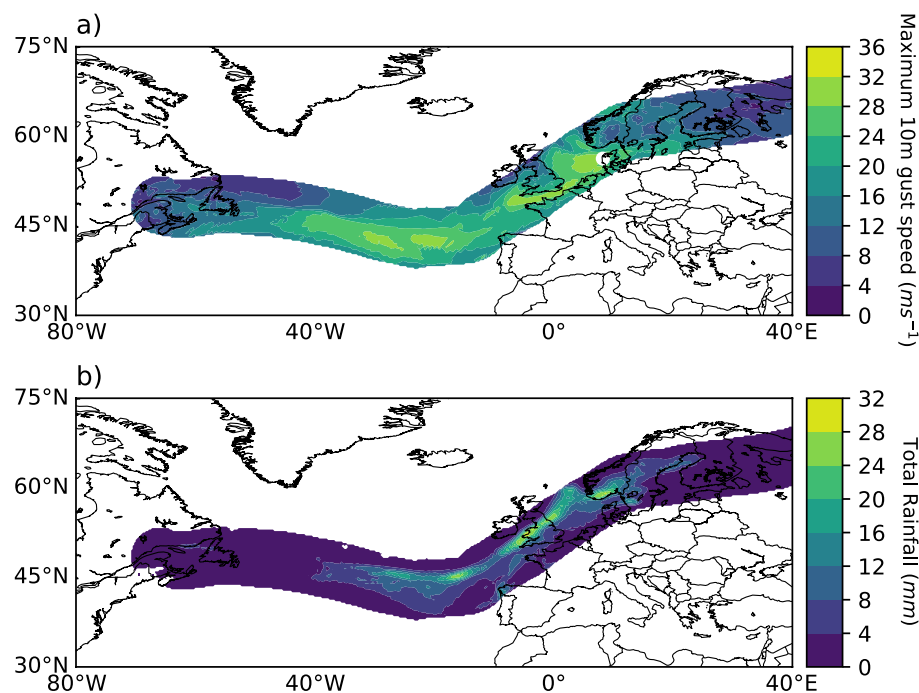 a)
75°N
60°N
45°N
30°N
80°W
40°W
0°
40°E
36
32
28
24
20
16
12
8
4
0
Maximum 10m gust speed (ms⁻¹)
b)
75°N
60°N
45°N
30°N
80°W
40°W
0°
40°E
32
28
24
20
16
12
8
4
0
Total Rainfall (mm)